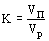 K = V_П / V_Р